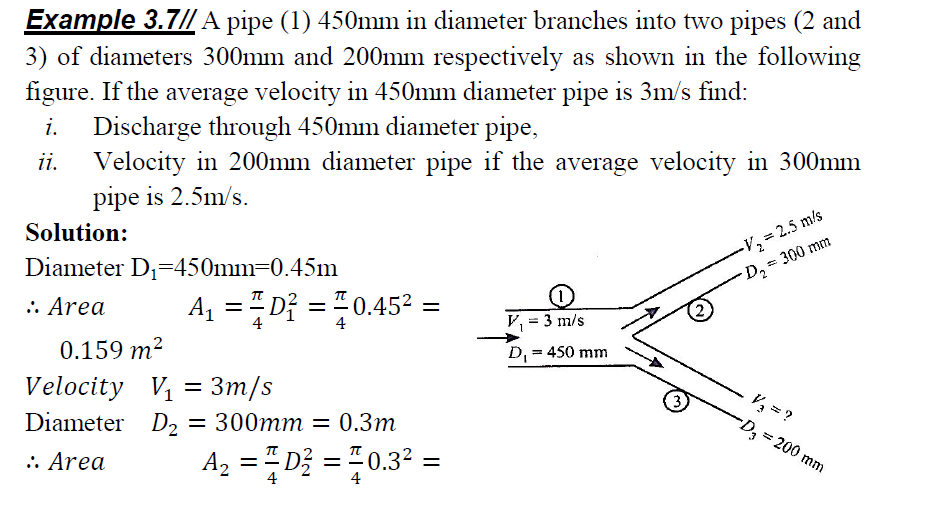 Example 3.7// A pipe (1) 450mm in diameter branches into two pipes (2 and
3) of diameters 300mm and 200mm respectively as shown in the following
figure. If the average velocity in 450mm diameter pipe is 3m/s find:
i. Discharge through 450mm diameter pipe,
ii. Velocity in 200mm diameter pipe if the average velocity in 300mm
pipe is 2.5m/s.
Solution:
Diameter D₁=450mm=0.45m
∴ Area A₁ = π/4 D₁² = π/4 0.45² =
0.159 m²
Velocity V₁ = 3m/s
Diameter D₂ = 300mm = 0.3m
∴ Area A₂ = π/4 D₂² = π/4 0.3² =
1
V₁ = 3 m/s
D₁ = 450 mm
V₂ = 2.5 m/s
D₂ = 300 mm
2
3
V₃ = ?
D₃ = 200 mm